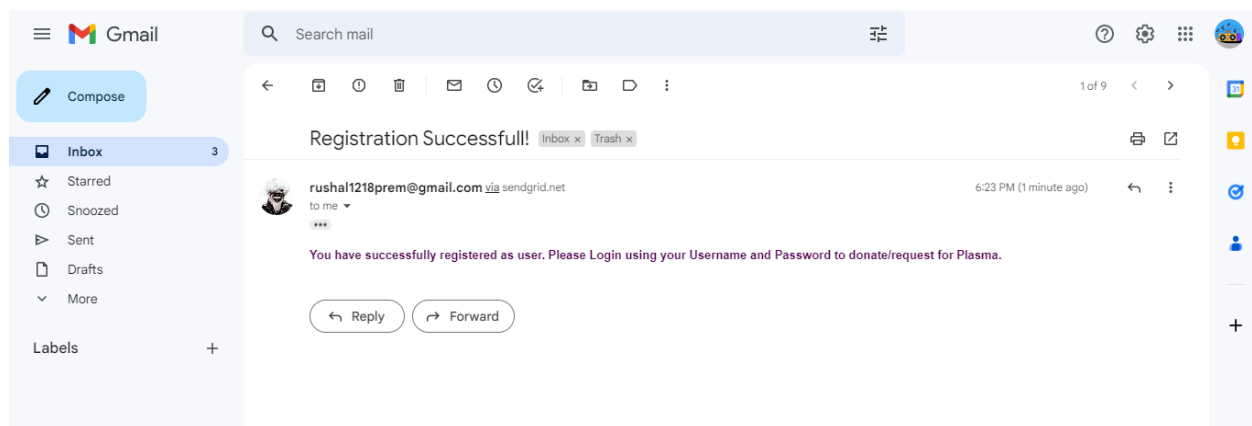 Gmail
Search mail
Compose
1 of 9
Registration Successfull! Inbox × Trash ×
Inbox 3
Starred
Snoozed
Sent
Drafts
More
Labels
rushal1218prem@gmail.com via sendgrid.net 6:23 PM (1 minute ago)
to me
You have successfully registered as user. Please Login using your Username and Password to donate/request for Plasma.
Reply Forward
31